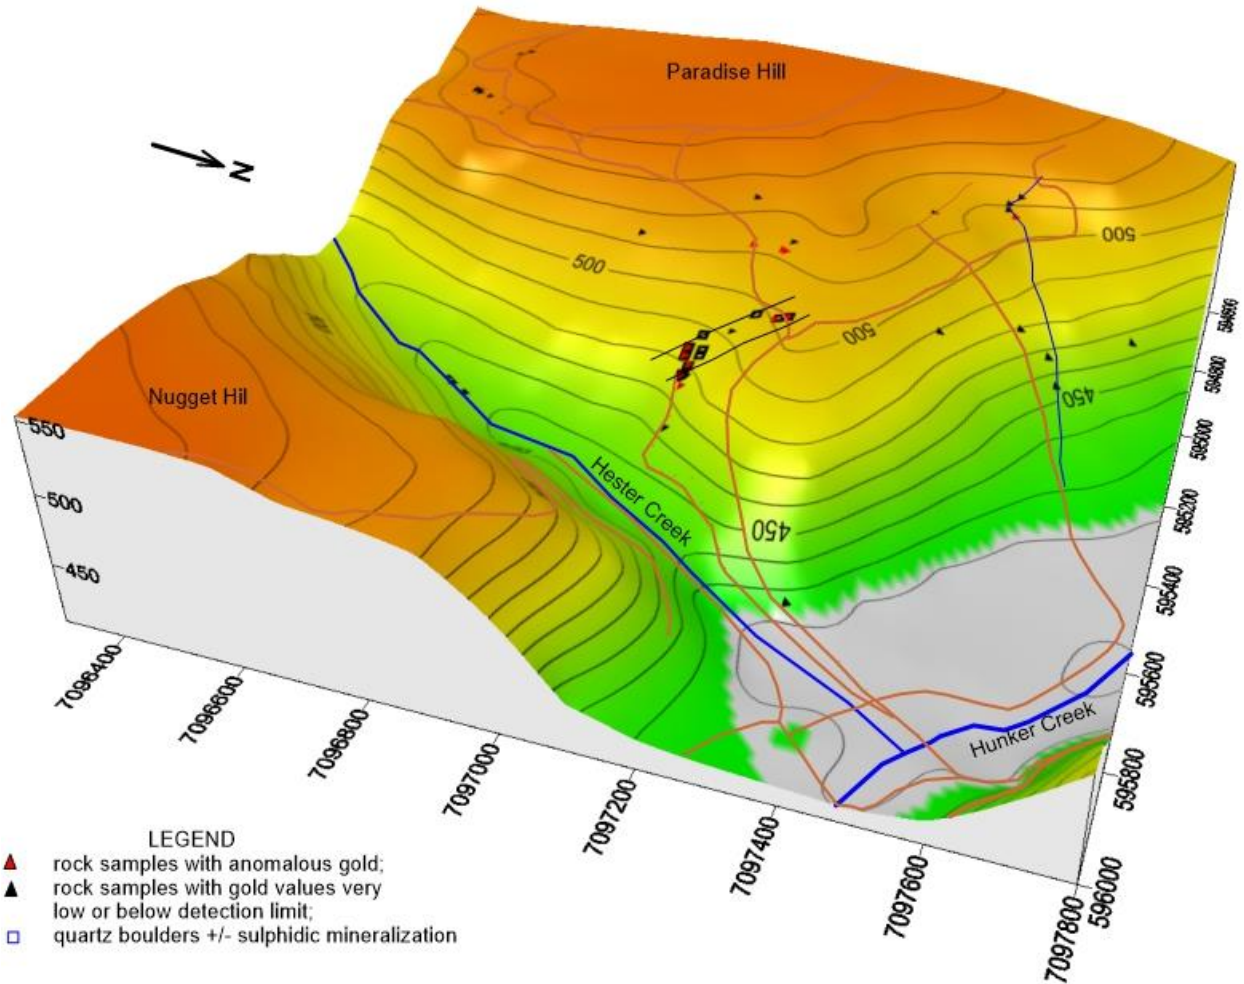 Paradise Hill
N
500
500
500
Nugget Hil
450
550
500
450
Hester Creek
450
Hunker Creek
594600
594800
595000
595200
595400
595600
595800
596000
7096400
7096600
7096800
7097000
7097200
7097400
7097600
7097800
LEGEND
rock samples with anomalous gold;
rock samples with gold values very
low or below detection limit;
quartz boulders +/- sulphidic mineralization